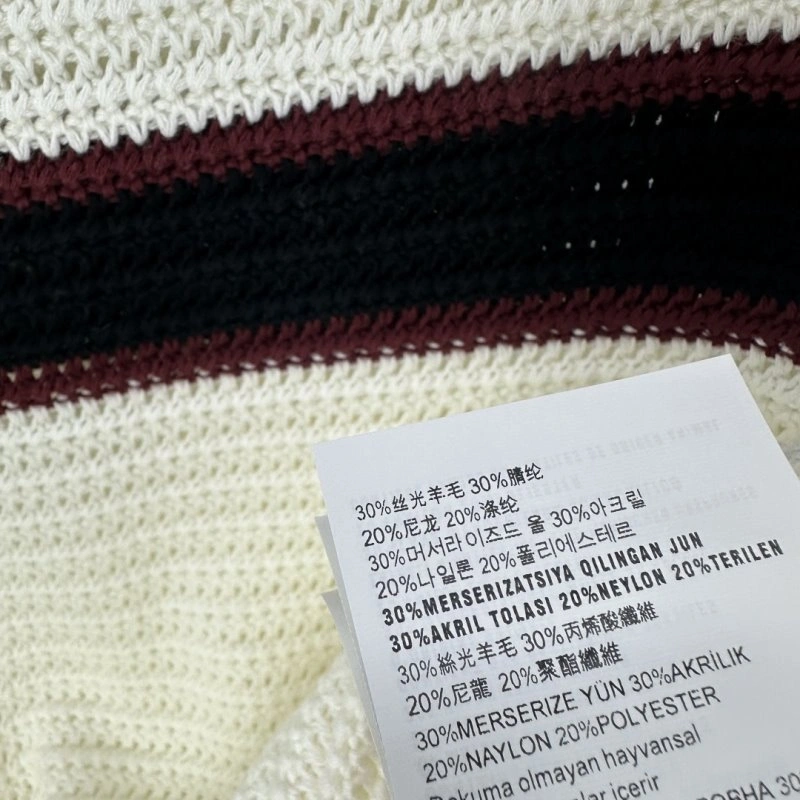 30%丝光羊毛 30%腈纶
20%尼龙 20%涤纶
30%머서라이즈드 울 30%아크릴
20%나일론 20%폴리에스테르
30%MERSERIZATSIYA QILINGAN JUN
30%AKRIL TOLASI 20%NEYLON 20%TERILEN
30%絲光羊毛 30%丙烯酸纖維
20%尼龍 20%聚酯纖維
30%MERSERIZE YÜN 30%AKRİLİK
20%NAYLON 20%POLYESTER
Dokuma olmayan hayvansal
içerir